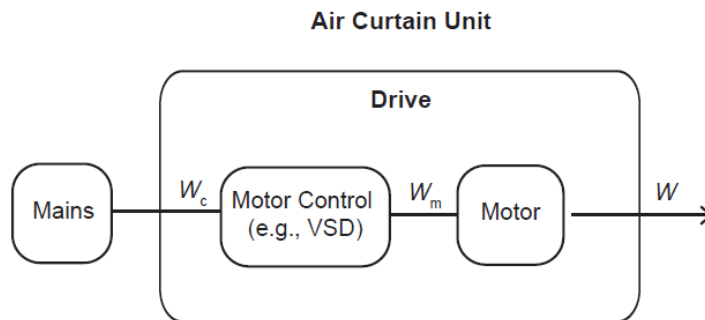 Air Curtain Unit
Drive
Mains
Wc
Motor Control
(e.g., VSD)
Wm
Motor
W